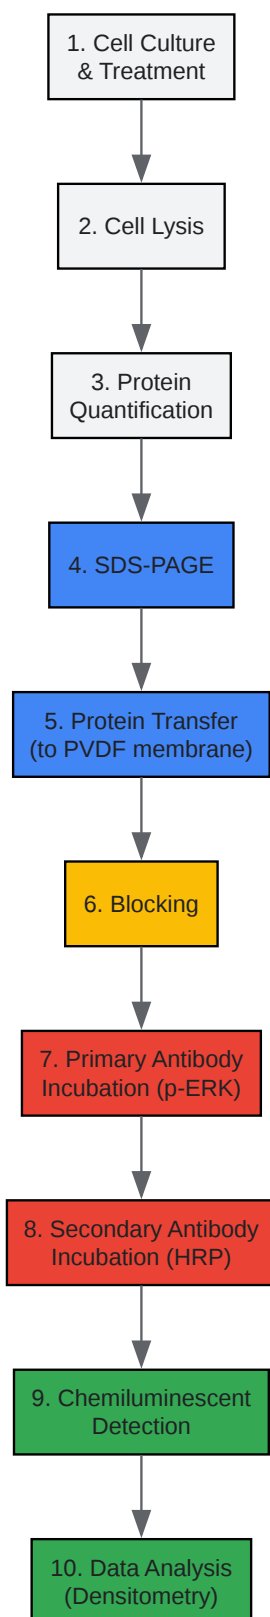 1. Cell Culture
& Treatment
2. Cell Lysis
3. Protein
Quantification
4. SDS-PAGE
5. Protein Transfer
(to PVDF membrane)
6. Blocking
7. Primary Antibody
Incubation (p-ERK)
8. Secondary Antibody
Incubation (HRP)
9. Chemiluminescent
Detection
10. Data Analysis
(Densitometry)